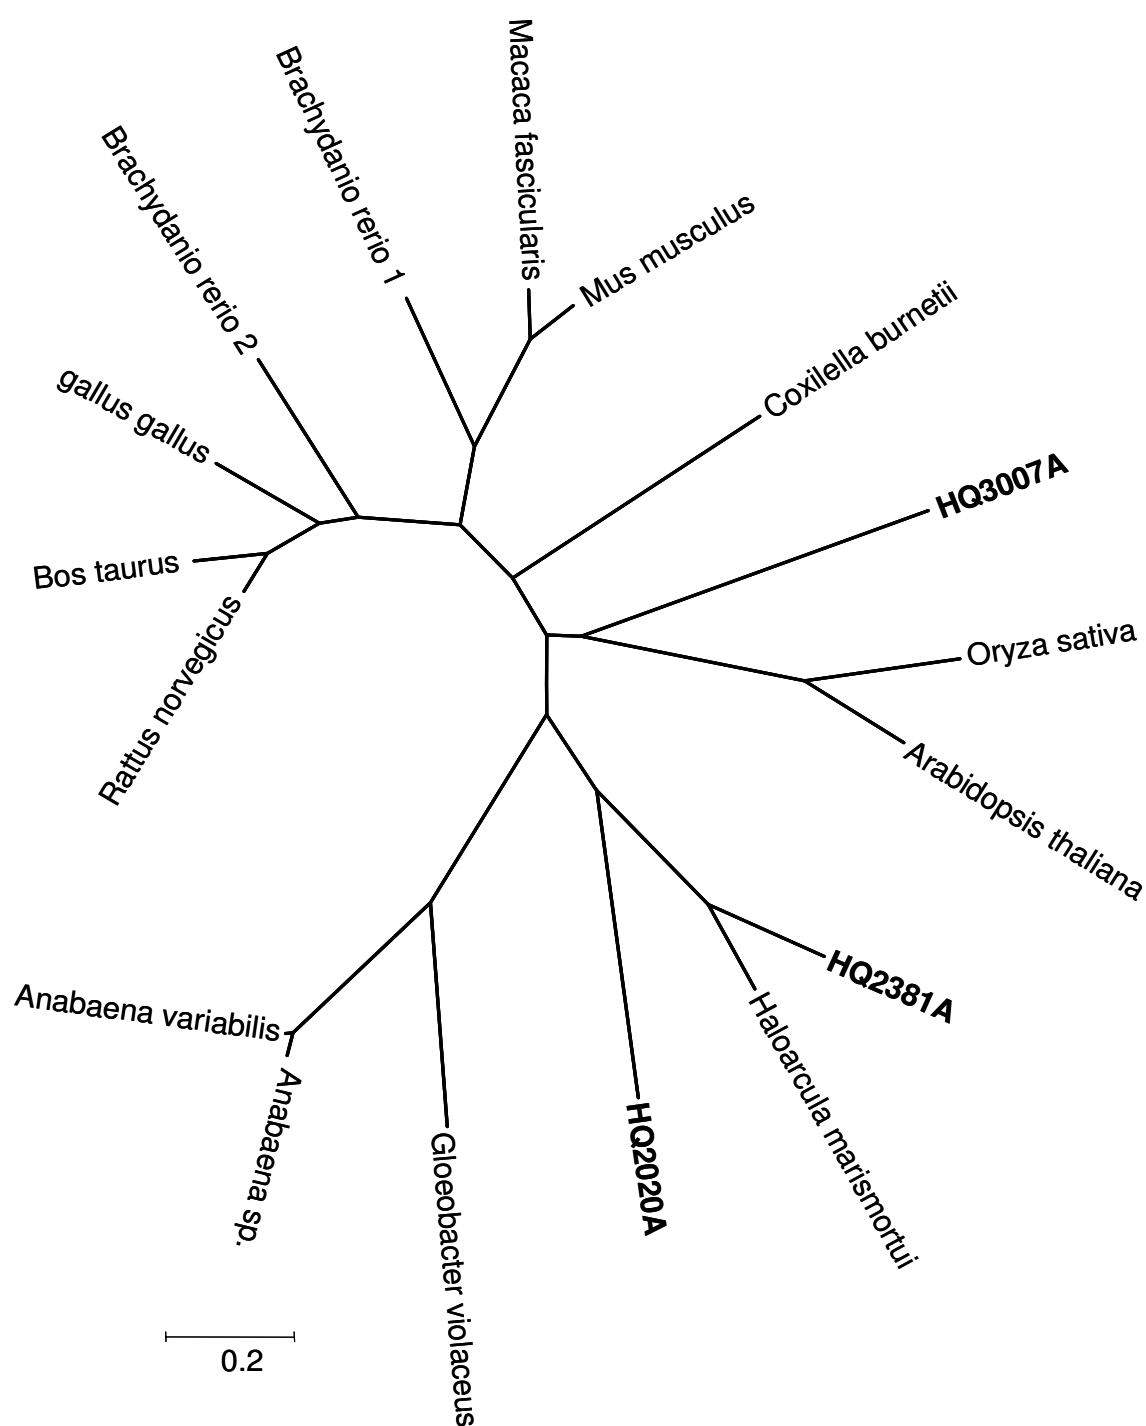 Macaca fascicularis
Brachydanio rerio 1
Brachydanio rerio 2
Mus musculus
Coxilella burnetii
gallus gallus
HQ3007A
Bos taurus
Rattus norvegicus
Oryza sativa
Arabidopsis thaliana
HQ2381A
Haloarcula marismortui
Anabaena variabilis
Anabaena sp.
HQ2020A
Gloeobacter violaceus
0.2